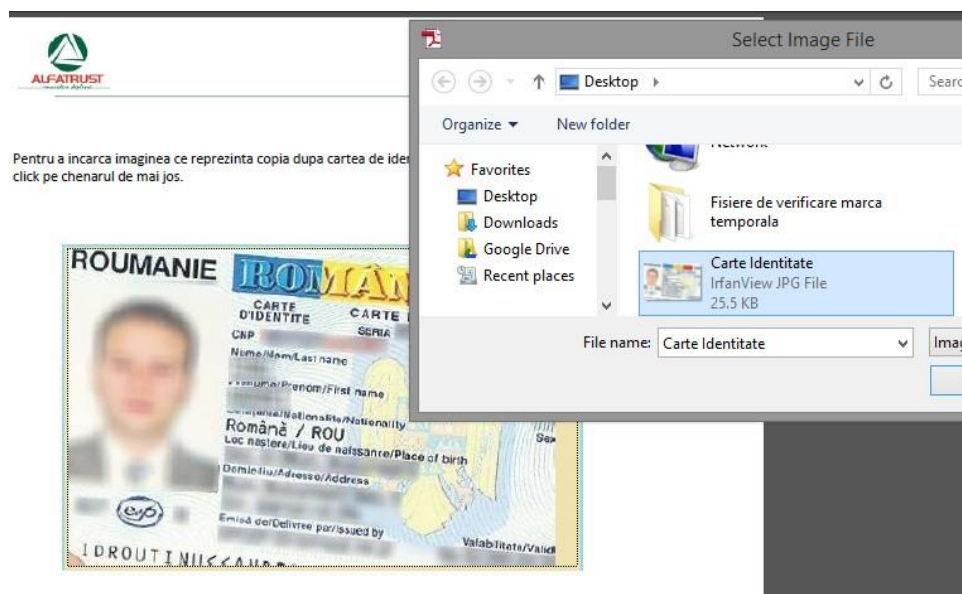 ALFATRUST
Pentru a incarca imaginea ce reprezinta copia dupa cartea de iden
click pe chenarul de mai jos.
Select Image File
Desktop
Searc
Organize
New folder
Favorites
Desktop
Downloads
Google Drive
Recent places
Network
Fisiere de verificare marca
temporala
Carte Identitate
IrfanView JPG File
25.5 KB
File name: Carte Identitate
Imag
ROUMANIE
ROMÂN
CARTE
D'IDENTITE
CARTE
SERIA
CNP
Nume/Nom/Last name
Prenume/Prenom/First name
Cetăţenie/Nationalite/Nationality
Română / ROU
Sex
Loc nastere/Lieu de naissance/Place of birth
Domiciliu/Adresse/Address
Emisă de/Delivree par/Issued by
Valabilitate/Valid
IDROUTINUS<<